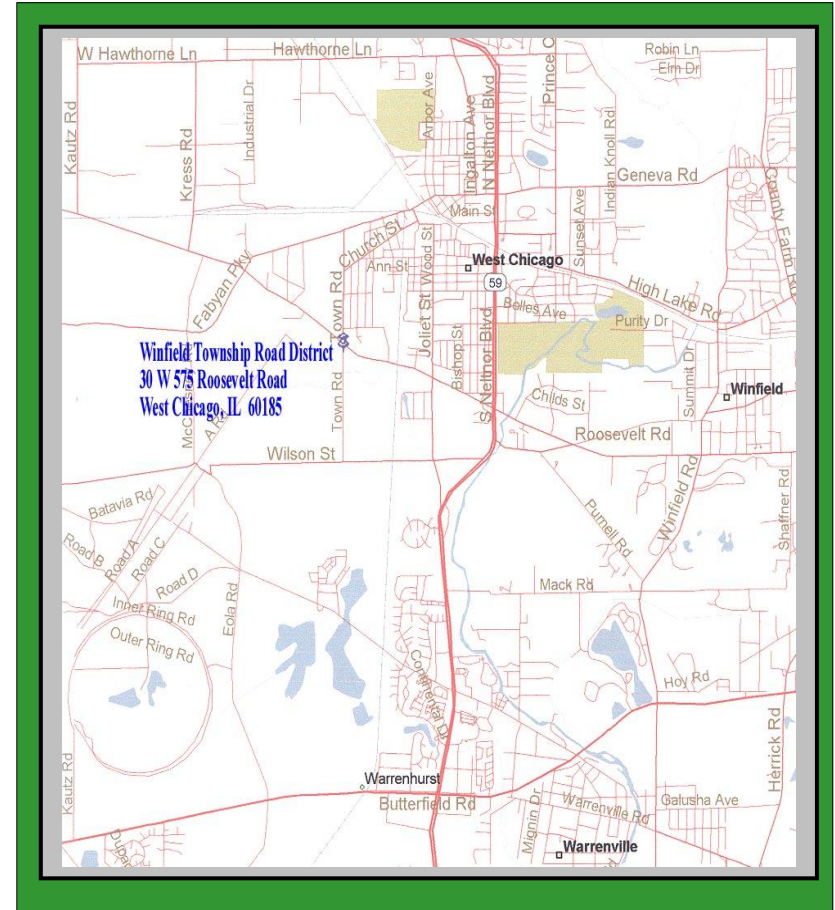 W Hawthorne Ln
Hawthorne Ln
Robin Ln
Elm Dr
Kautz Rd
Kress Rd
Industrial Dr
Arbor Ave
Ingalton Ave
N Neltnor Blvd
Prince C
Indian Knoll Rd
Geneva Rd
County Farm Rd
Main St
Sunset Ave
Church St
Ann St
Wood St
West Chicago
59
High Lake Rd
Fabyan Pky
Town Rd
Joliet St
Bolles Ave
Purity Dr
Winfield Township Road District
30 W 575 Roosevelt Road
West Chicago, IL 60185
Town Rd
Bishop St
S Neltnor Blvd
Childs St
Summit Dr
Winfield
Roosevelt Rd
Wilson St
Batavia Rd
Road B
Road A
Road C
Road D
Purnell Rd
Winfield Rd
Shaffner Rd
Inner Ring Rd
Outer Ring Rd
Eola Rd
Mack Rd
Continental Dr
Hoy Rd
Kautz Rd
Herrick Rd
Warrenhurst
Butterfield Rd
Mignin Dr
Warrenville Rd
Galusha Ave
Warrenville